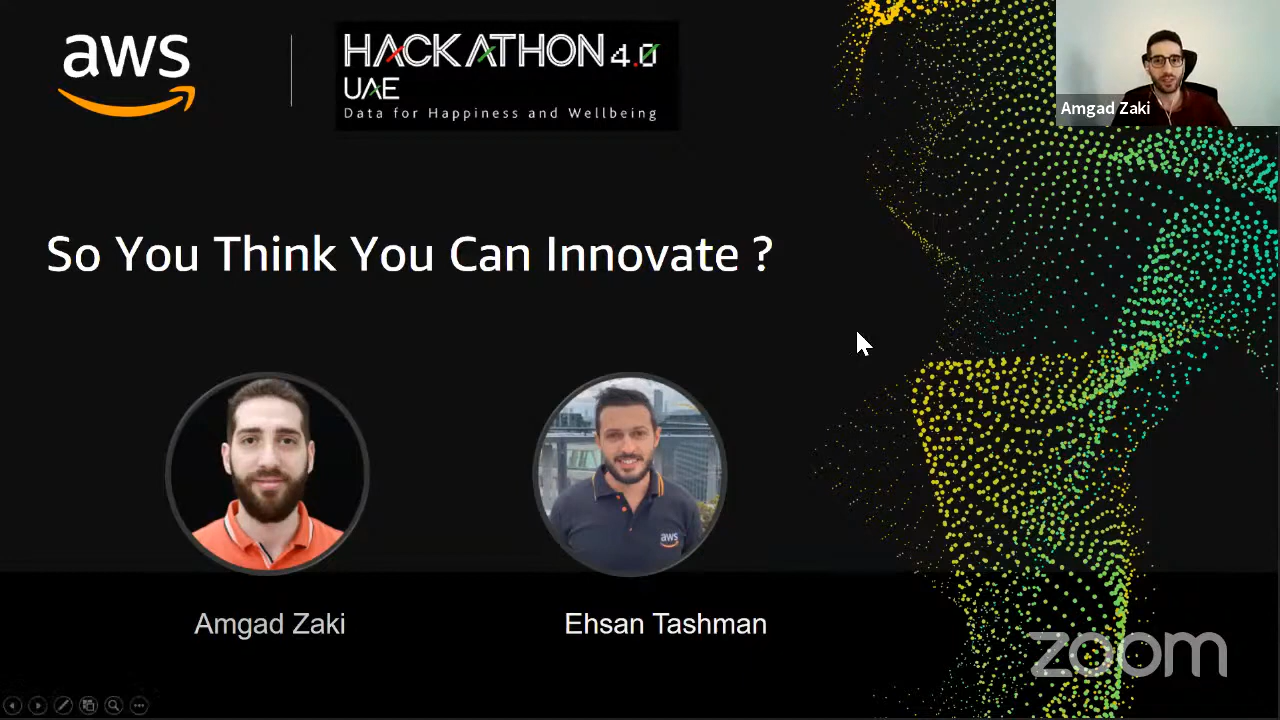 aws
HACKATHON 4.0
UAE
Data for Happiness and Wellbeing
Amgad Zaki
So You Think You Can Innovate ?
aws
Amgad Zaki
Ehsan Tashman
zoom